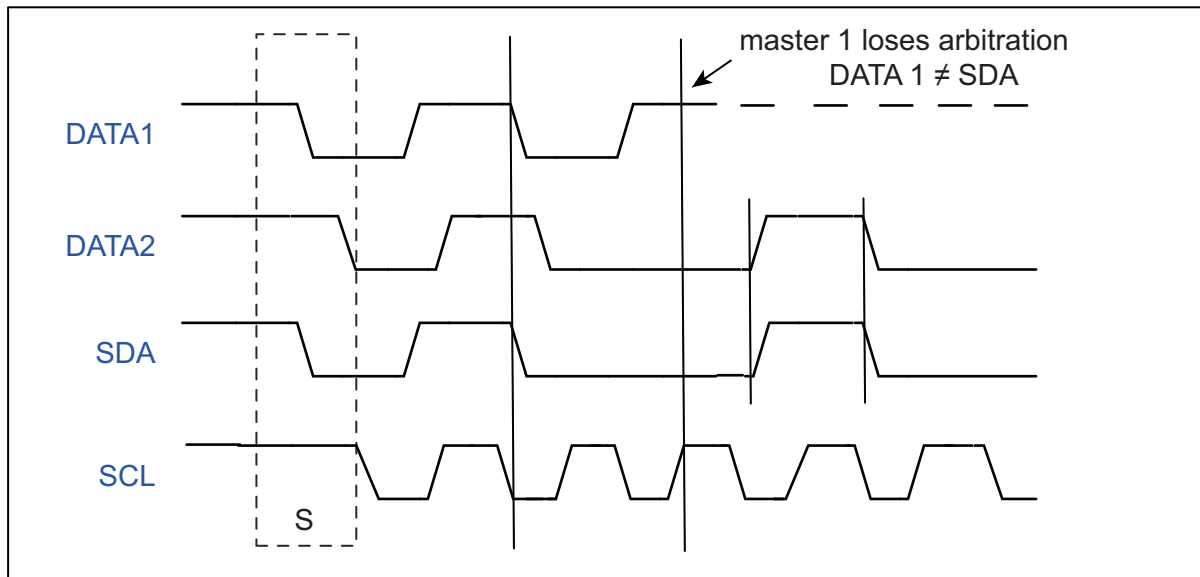 master 1 loses arbitration
DATA 1 ≠ SDA
DATA1
DATA2
SDA
SCL
S